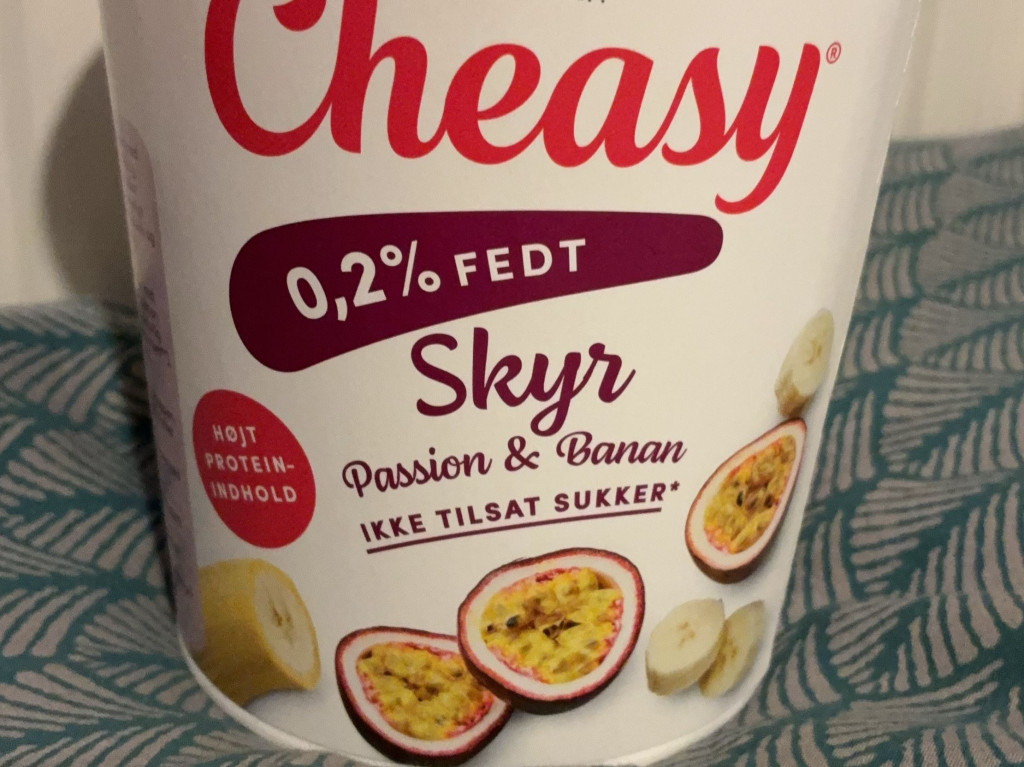 Cheasy®
0,2% FEDT
Skyr
Passion & Banan
IKKE TILSAT SUKKER*
HØJT
PROTEIN-
INDHOLD